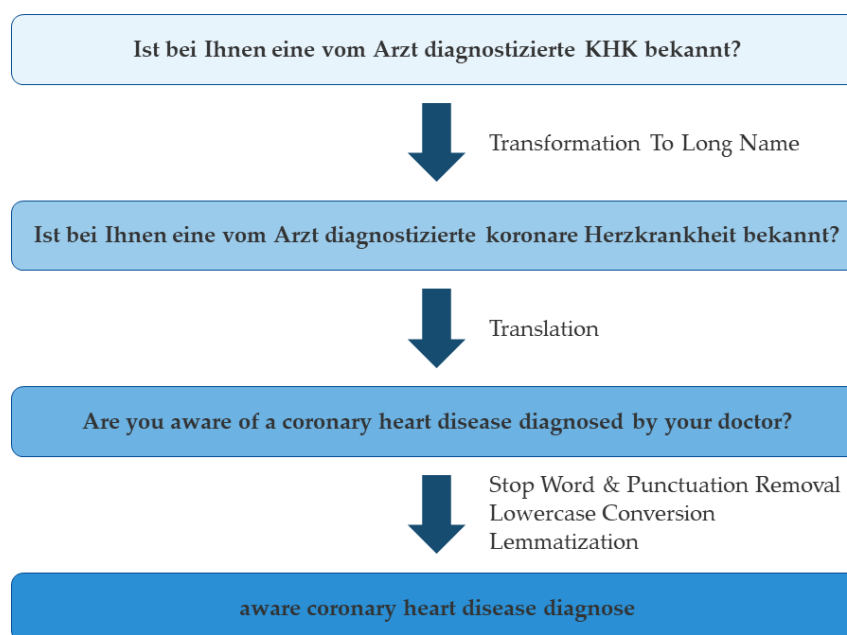 Ist bei Ihnen eine vom Arzt diagnostizierte KHK bekannt?
Transformation To Long Name
Ist bei Ihnen eine vom Arzt diagnostizierte koronare Herzkrankheit bekannt?
Translation
Are you aware of a coronary heart disease diagnosed by your doctor?
Stop Word & Punctuation Removal
Lowercase Conversion
Lemmatization
aware coronary heart disease diagnose